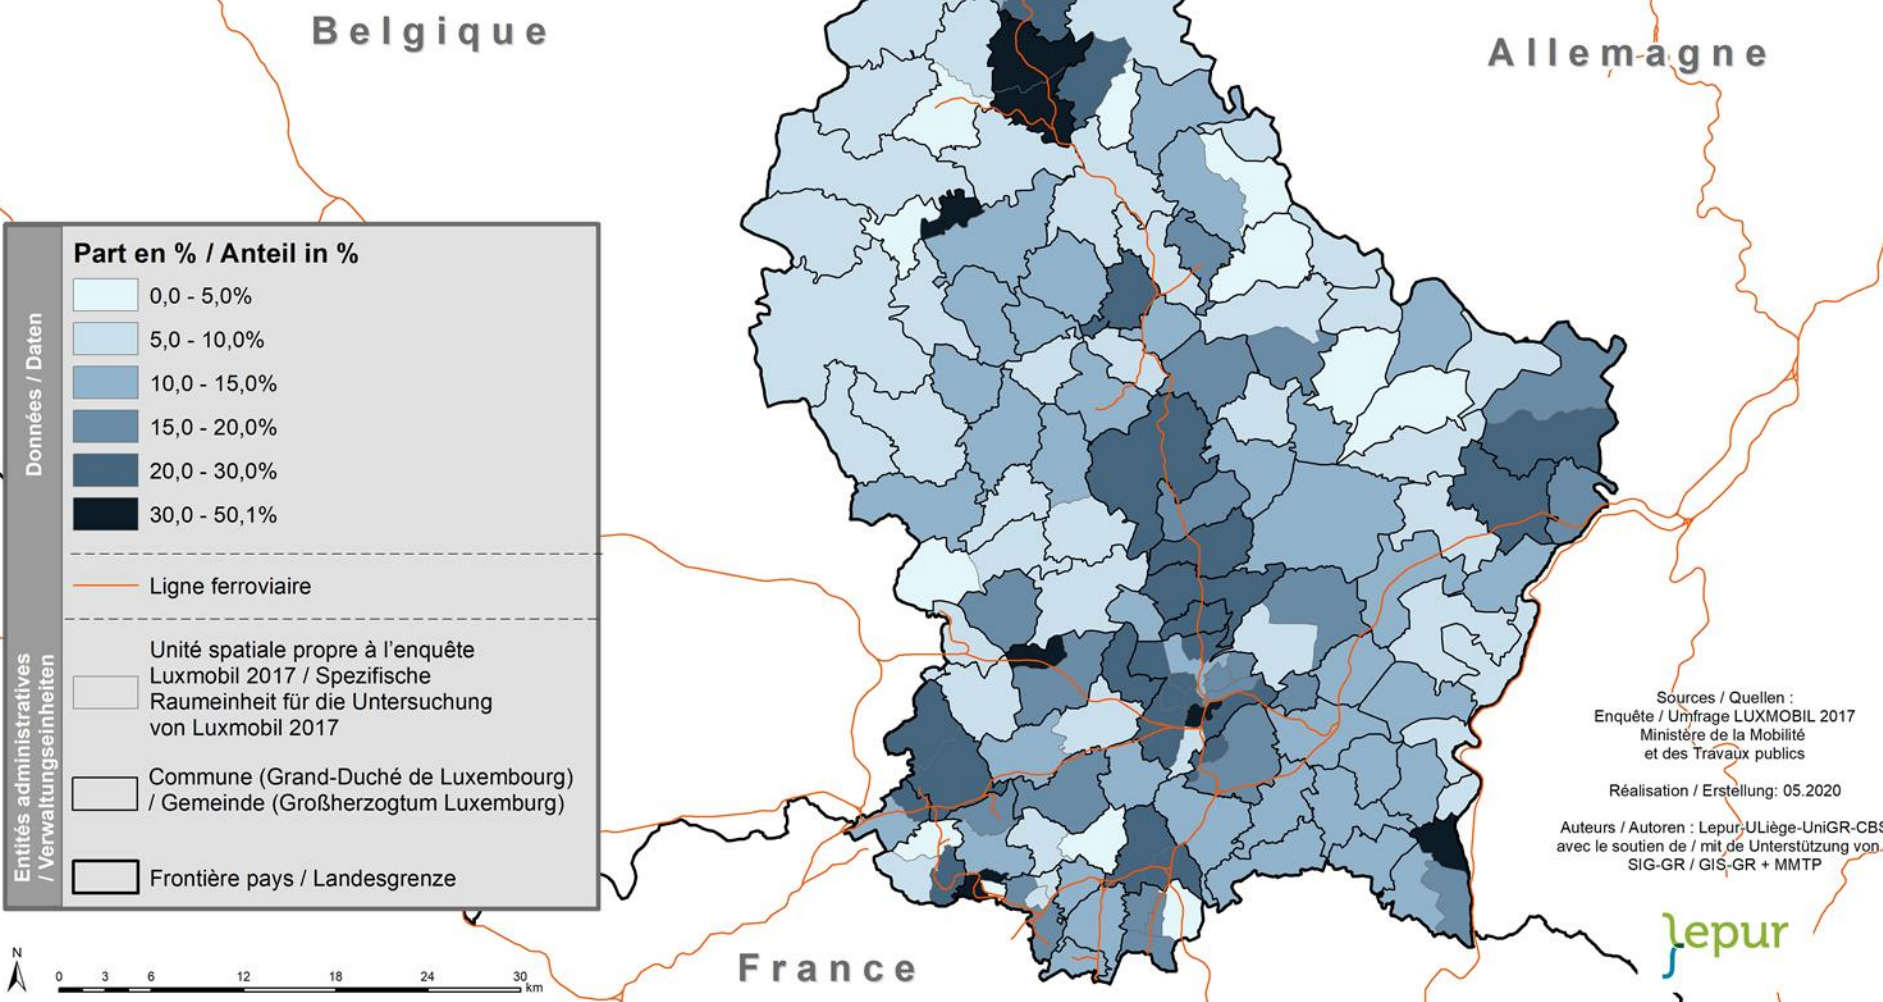 Belgique
Allemagne
Données / Daten
Part en % / Anteil in %
0,0 - 5,0%
5,0 - 10,0%
10,0 - 15,0%
15,0 - 20,0%
20,0 - 30,0%
30,0 - 50,1%
Ligne ferroviaire
Entités administratives
/ Verwaltungseinheiten
Unité spatiale propre à l'enquête
Luxmobil 2017 / Spezifische
Raumeinheit für die Untersuchung
von Luxmobil 2017
Commune (Grand-Duché de Luxembourg)
/ Gemeinde (Großherzogtum Luxemburg)
Frontière pays / Landesgrenze
Sources / Quellen :
Enquête / Umfrage LUXMOBIL 2017
Ministère de la Mobilité
et des Travaux publics
Réalisation / Erstellung: 05.2020
Auteurs / Autoren : Lepur-ULiège-UniGR-CBS
avec le soutien de / mit de Unterstützung von
SIG-GR / GIS-GR + MMTP
lepur
France
N
0 3 6 12 18 24 30
km